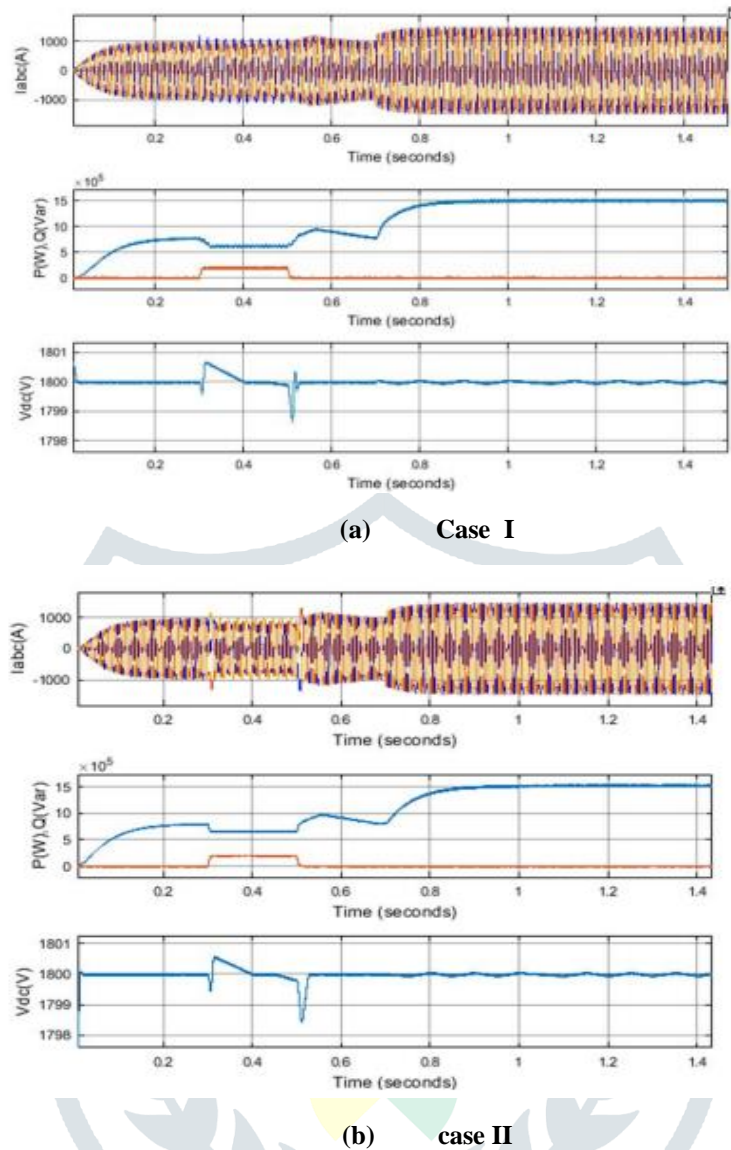 Iabc(A)
1000
0
-1000
0.2 0.4 0.6 0.8 1 1.2 1.4
Time (seconds)
× 10⁵
P(W),Q(Var)
15
10
5
0
0.2 0.4 0.6 0.8 1 1.2 1.4
Time (seconds)
Vdc(V)
1801
1800
1799
1798
0.2 0.4 0.6 0.8 1 1.2 1.4
Time (seconds)
(a) Case I
Iabc(A)
1000
0
-1000
0.2 0.4 0.6 0.8 1 1.2 1.4
Time (seconds)
× 10⁵
P(W),Q(Var)
15
10
5
0
0.2 0.4 0.6 0.8 1 1.2 1.4
Time (seconds)
Vdc(V)
1801
1800
1799
1798
0.2 0.4 0.6 0.8 1 1.2 1.4
Time (seconds)
(b) case II